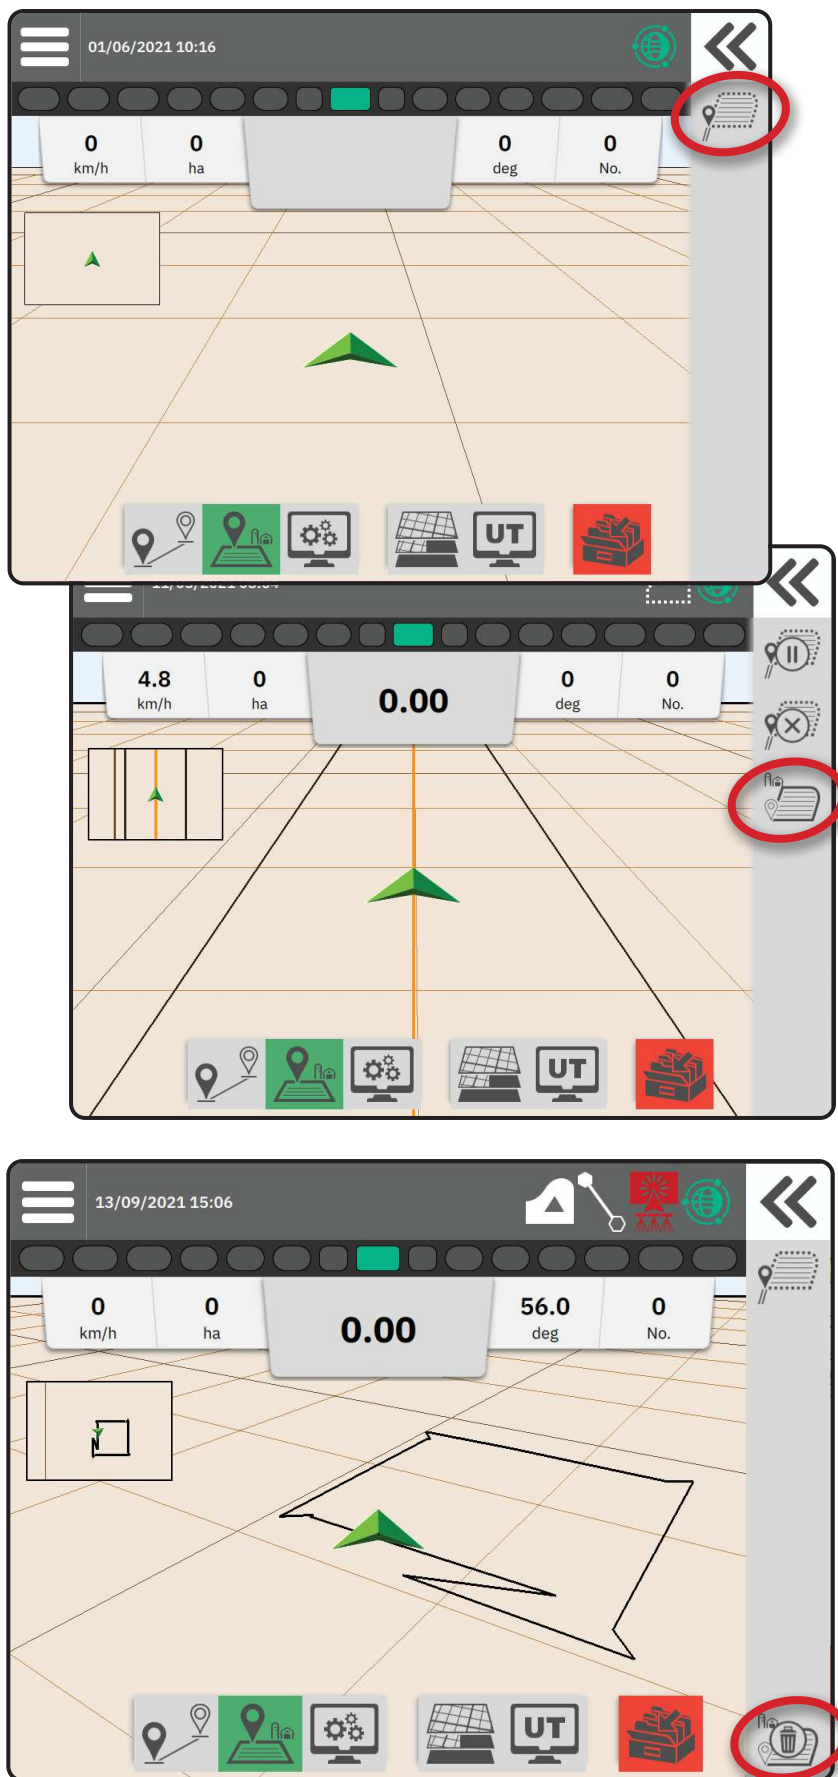 01/06/2021 10:16
0 0 0 0
km/h ha deg No.
UT
4.8 0 0.00 0 0
km/h ha deg No.
UT
13/09/2021 15:06
0 0 0.00 56.0 0
km/h ha deg No.
UT